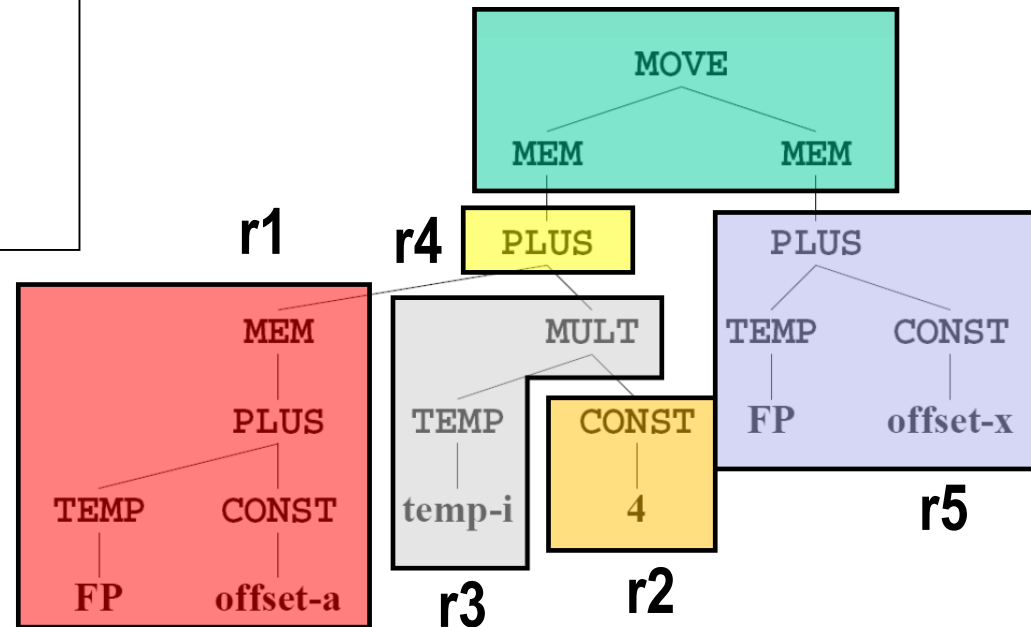 MOVE
MEM MEM
r1 r4 PLUS PLUS
MEM MULT TEMP CONST
PLUS TEMP CONST FP offset-x
TEMP CONST temp-i 4 r5
FP offset-a r3 r2